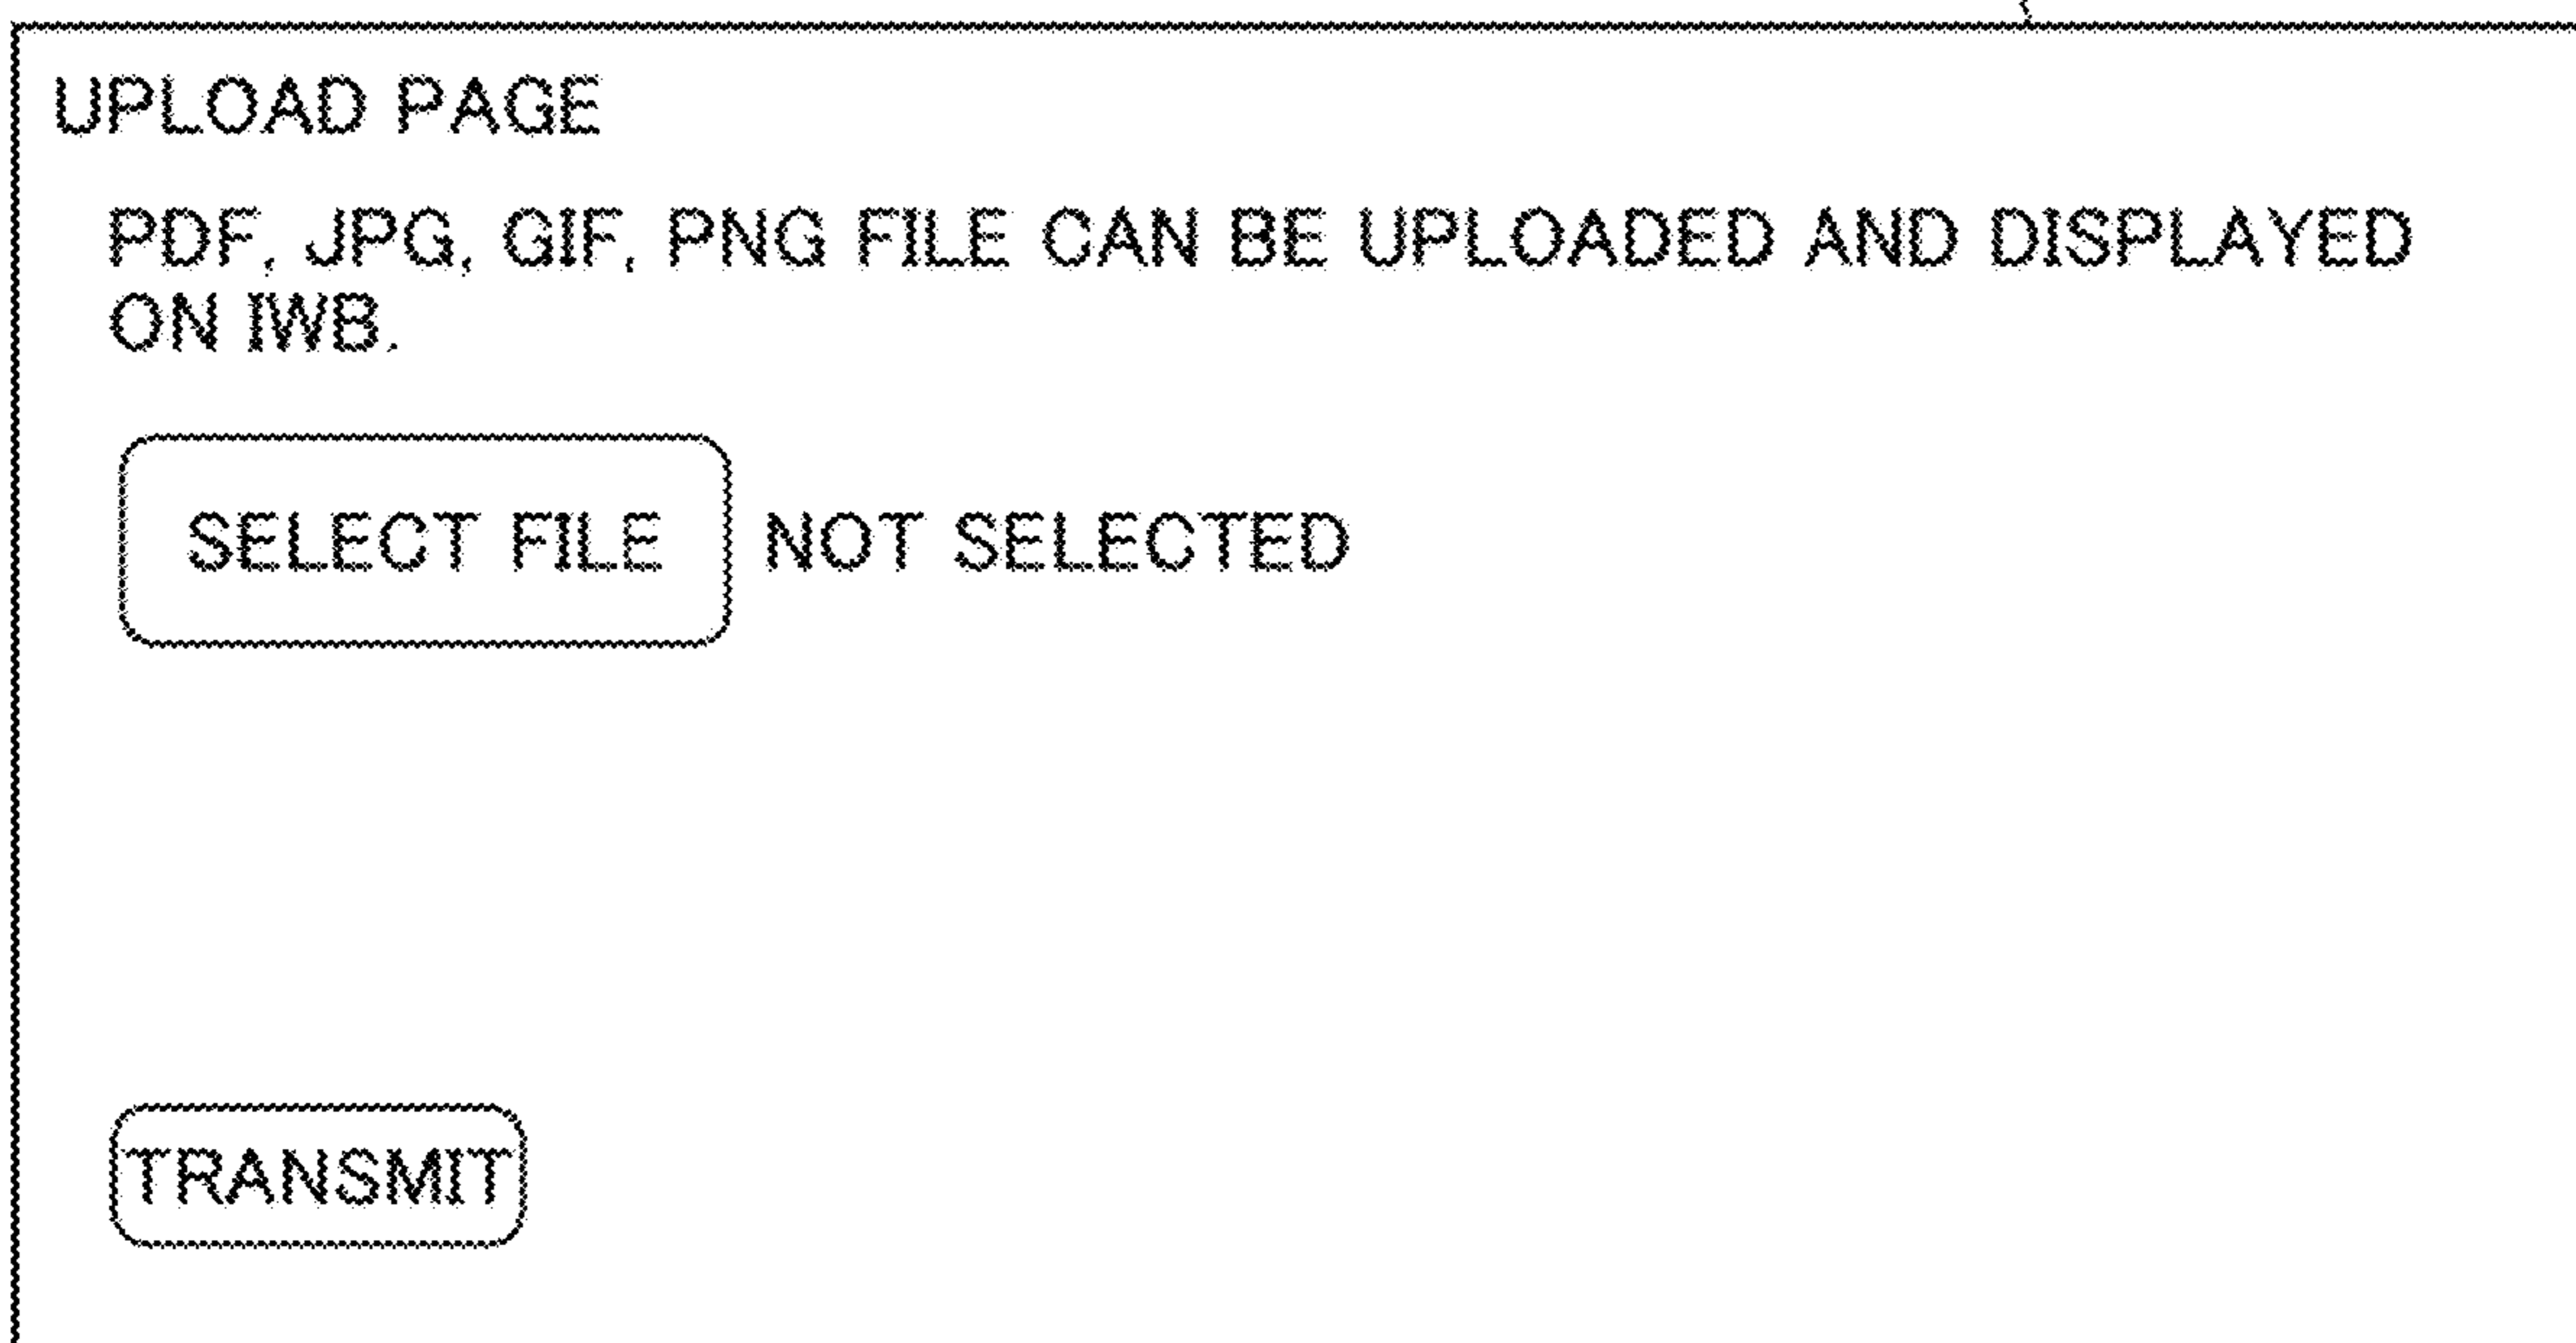 UPLOAD PAGE
PDF, JPG, GIF, PNG FILE CAN BE UPLOADED AND DISPLAYED
ON IWB.
SELECT FILE NOT SELECTED
TRANSMIT